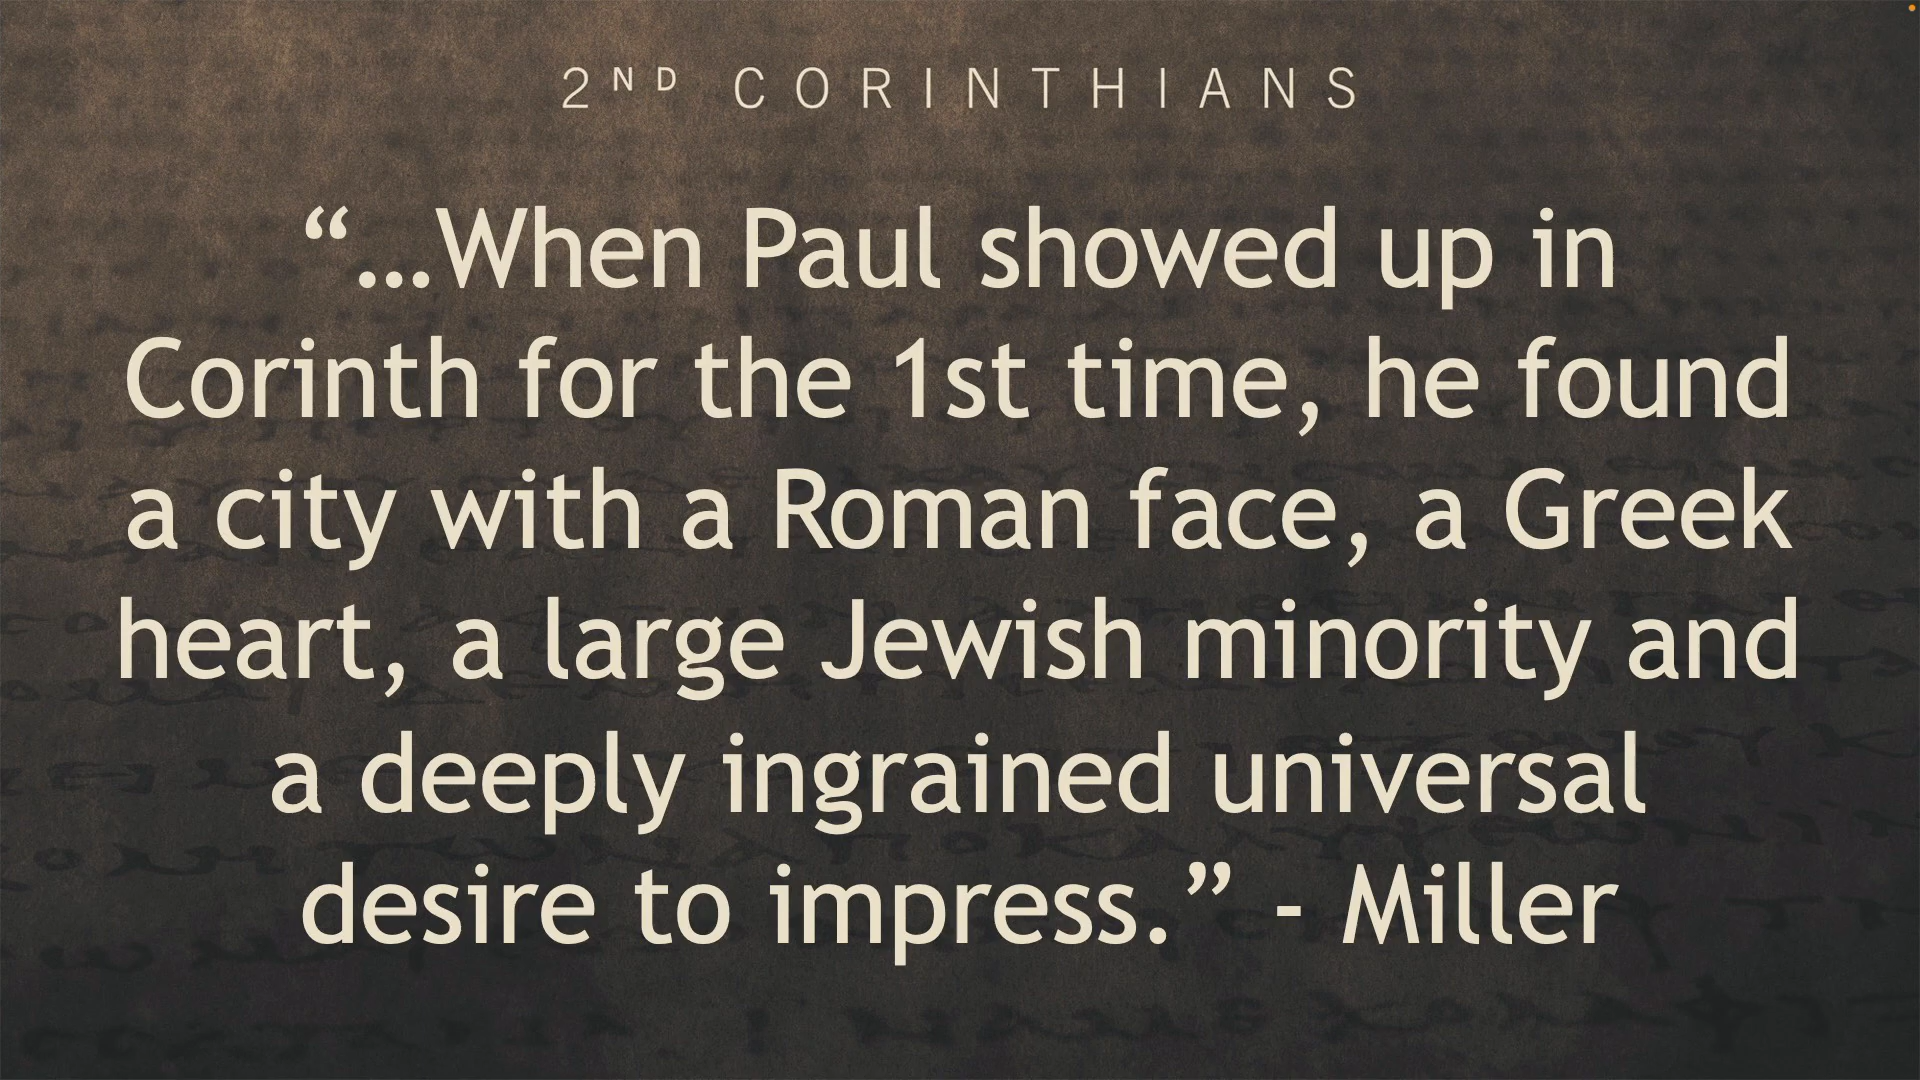 2ND CORINTHIANS
“...When Paul showed up in
Corinth for the 1st time, he found
a city with a Roman face, a Greek
heart, a large Jewish minority and
a deeply ingrained universal
desire to impress.” - Miller